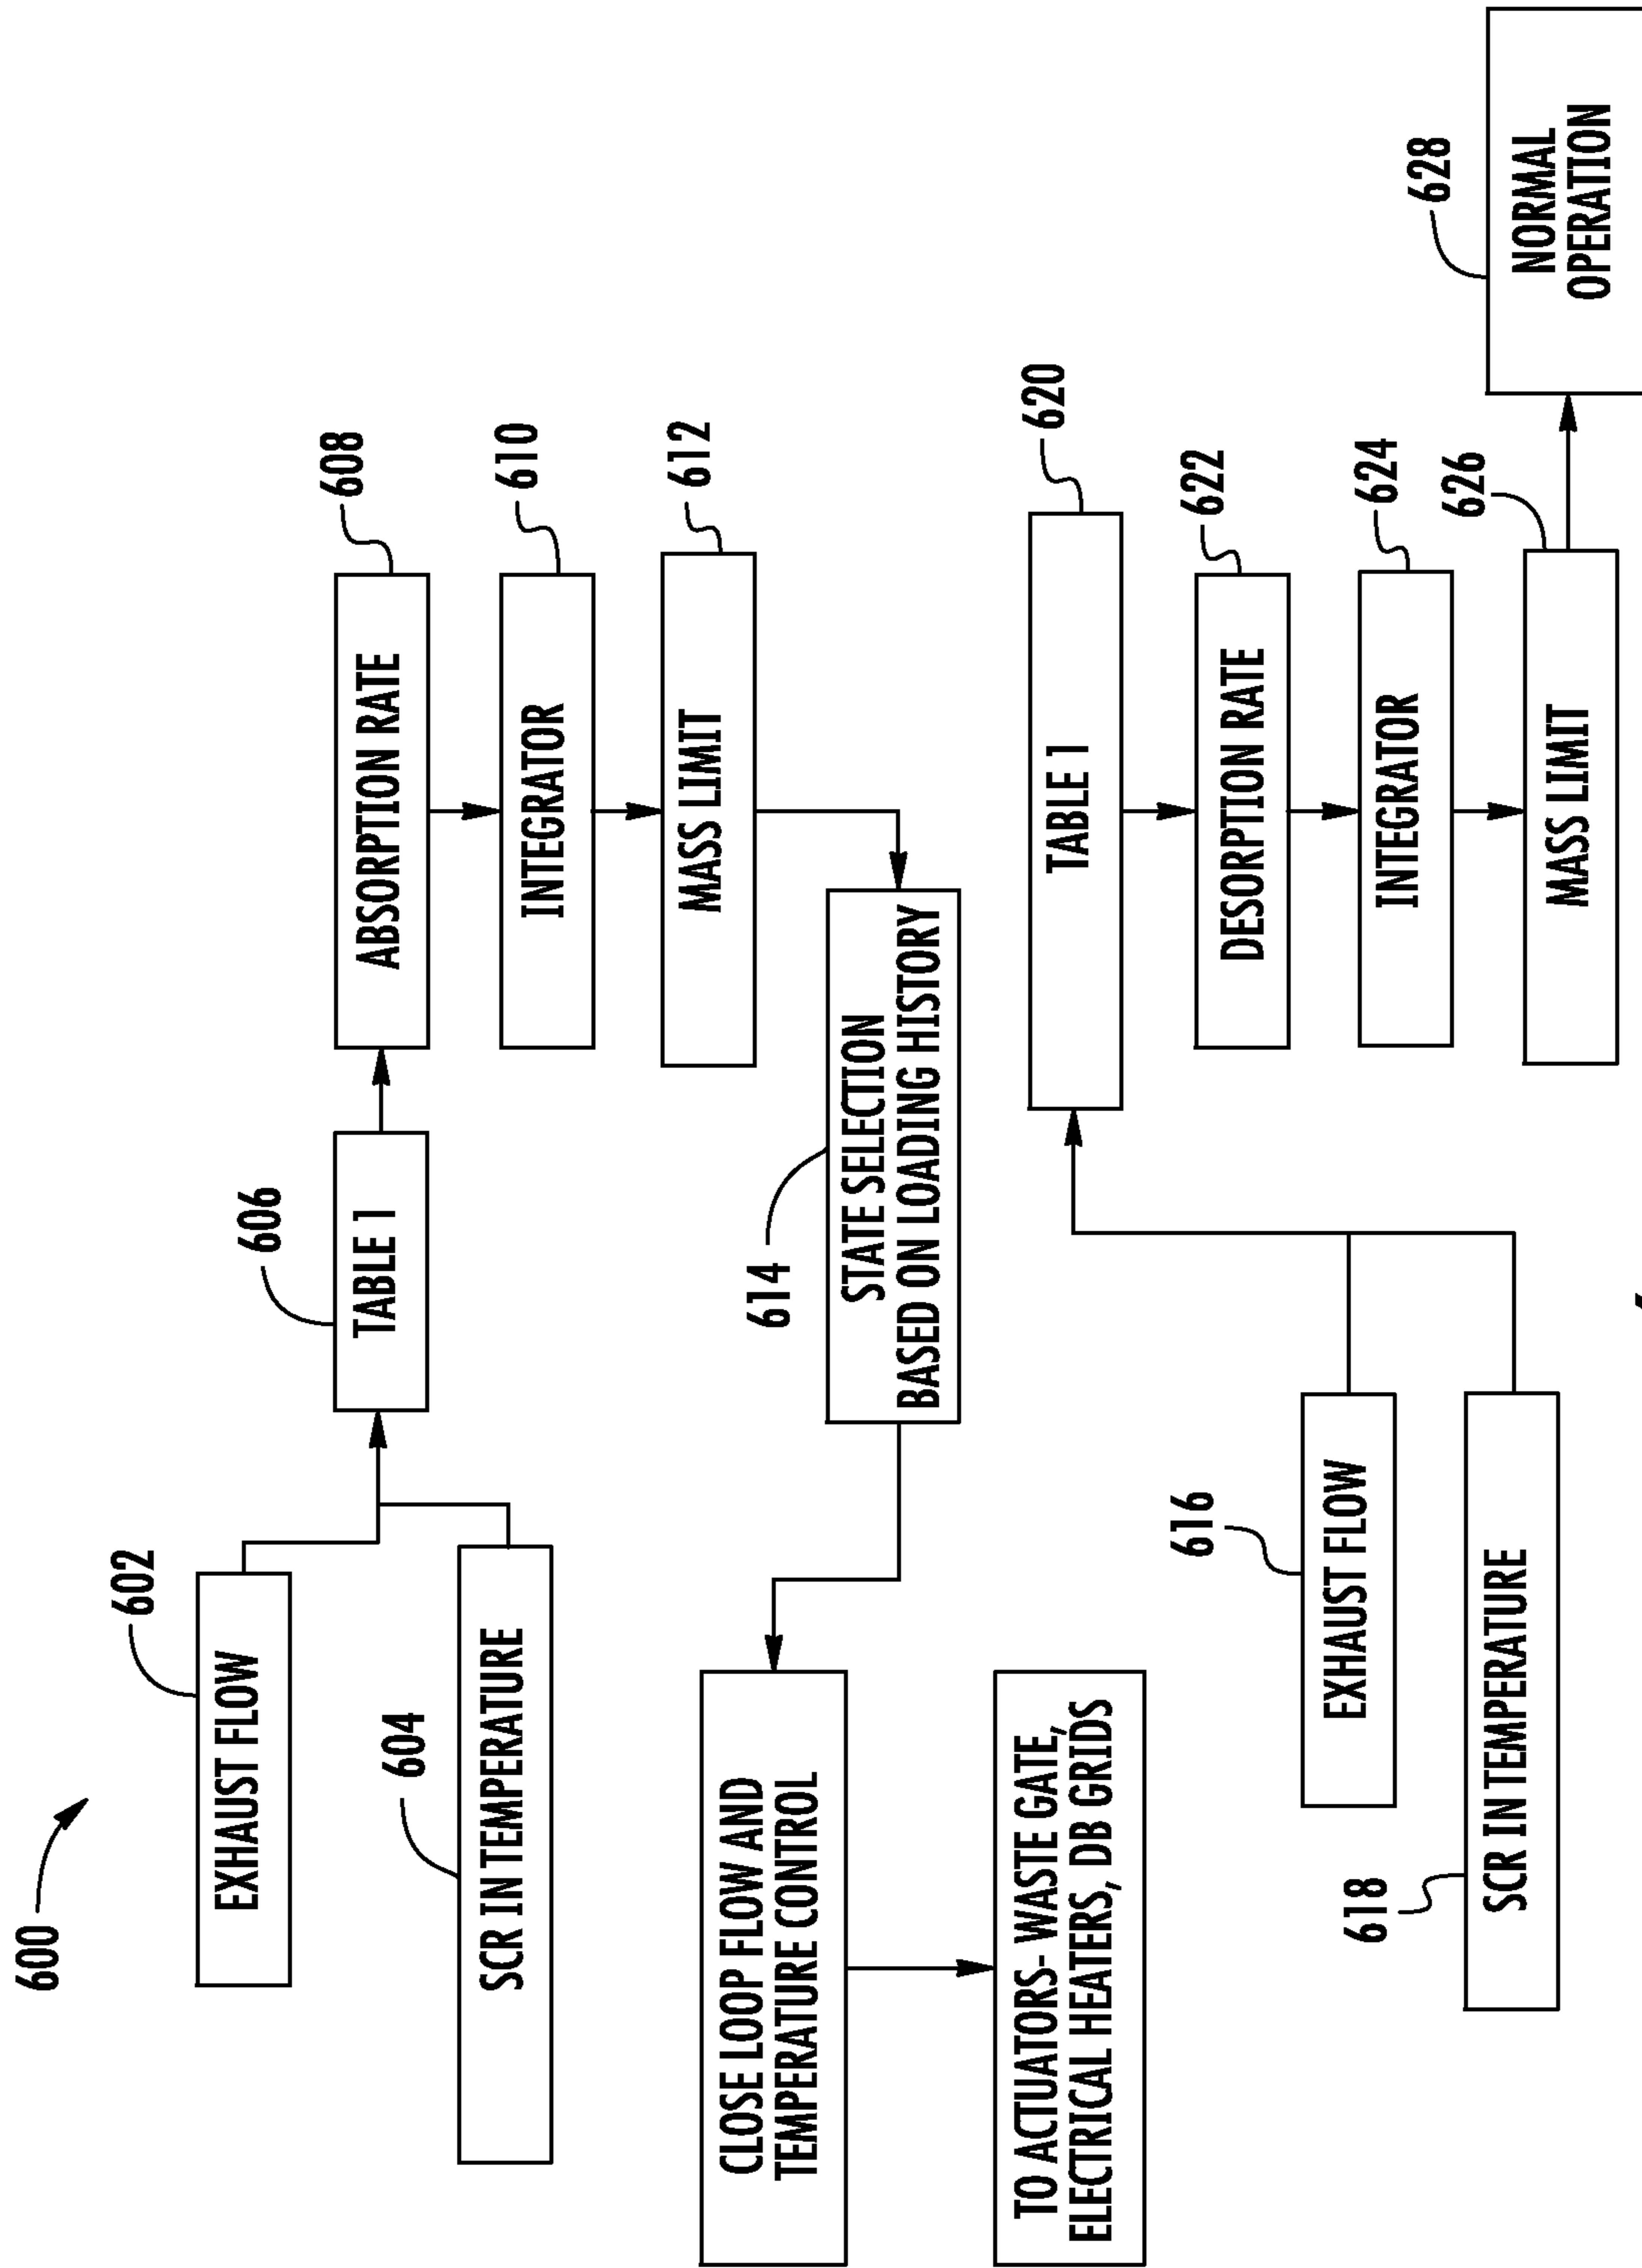 600
602
EXHAUST FLOW
604
SCR IN TEMPERATURE
606
TABLE 1
608
ABSORPTION RATE
610
INTEGRATOR
612
MASS LIMIT
614
STATE SELECTION
BASED ON LOADING HISTORY
CLOSE LOOP FLOW AND
TEMPERATURE CONTROL
TO ACTUATORS- WASTE GATE,
ELECTRICAL HEATERS, DB GRIDS
616
EXHAUST FLOW
618
SCR IN TEMPERATURE
620
TABLE 1
622
DESORPTION RATE
624
INTEGRATOR
626
MASS LIMIT
628
NORMAL
OPERATION